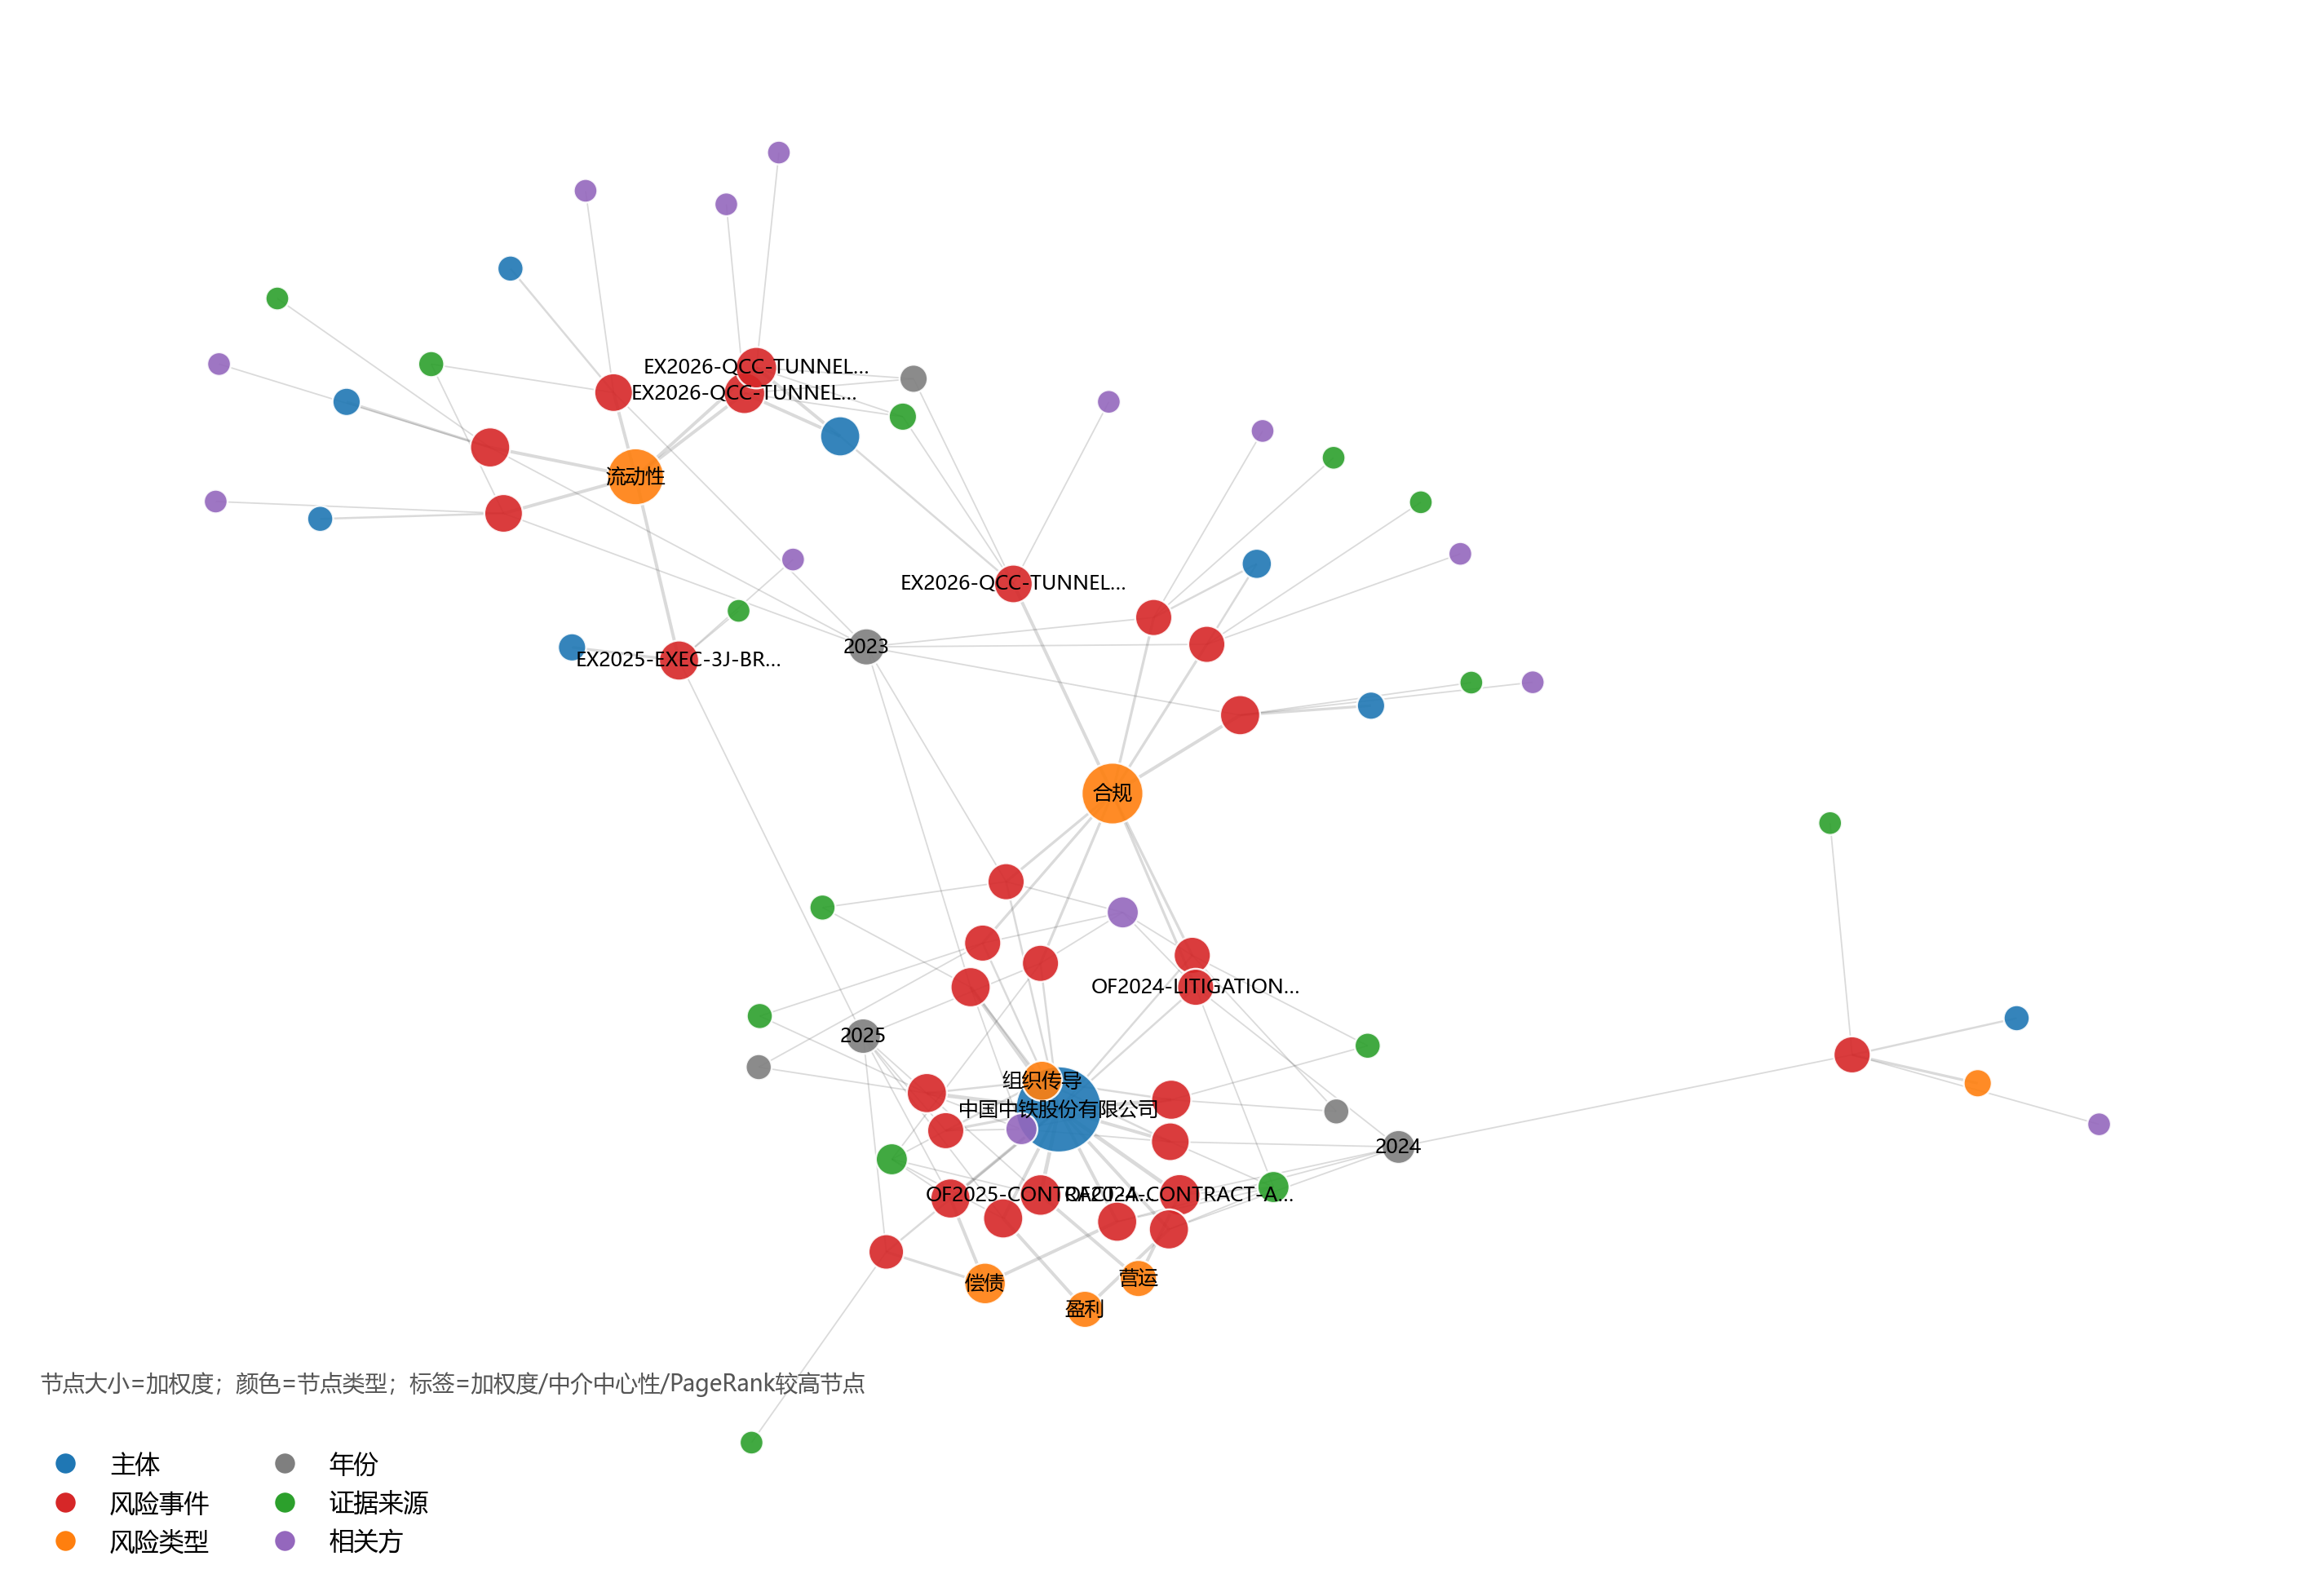 EX2026-QCC-TUNNEL...
EX2026-QCC-TUNNEL...
流动性
EX2026-QCC-TUNNEL...
2023
EX2025-EXEC-3J-BR...
合规
OF2024-LITIGATION...
2025
组织传导
中国中铁股份有限公司
2024
OF2025-CONTRACT-A...
OF2024-CONTRACT-A...
营运
偿债
盈利
节点大小=加权度；颜色=节点类型；标签=加权度/中介中心性/PageRank较高节点
主体
风险事件
风险类型
年份
证据来源
相关方